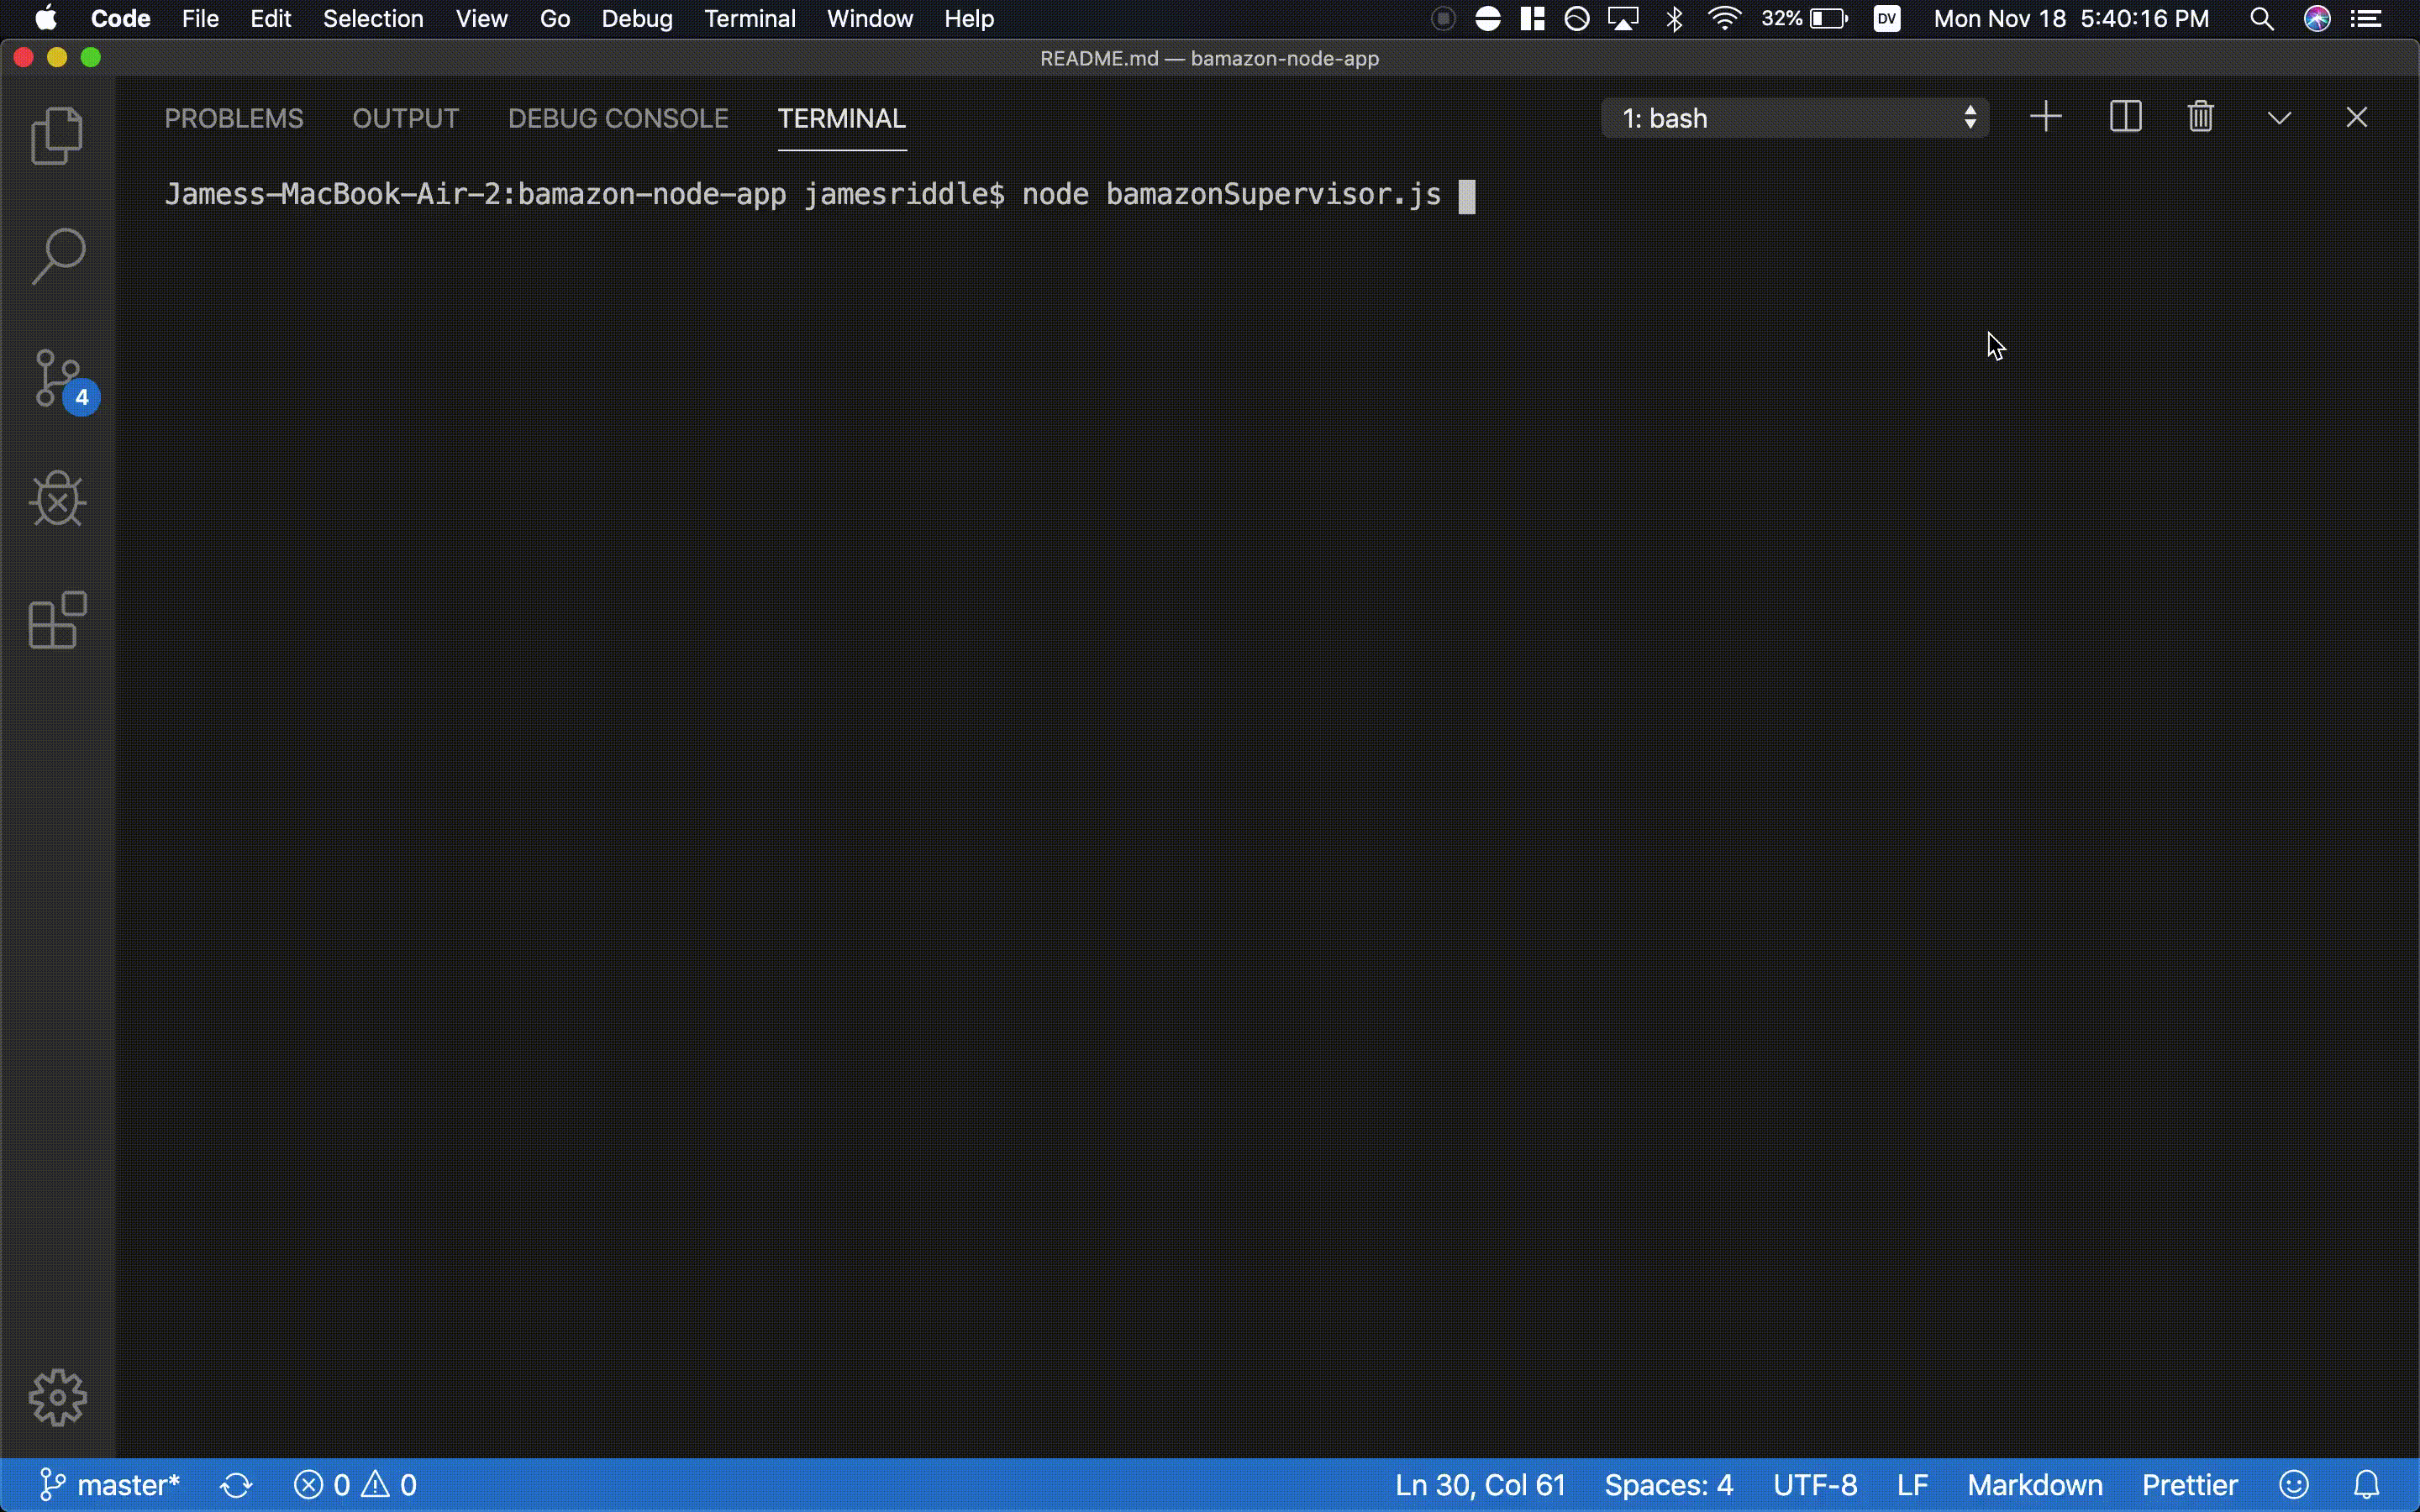 Code File Edit Selection View Go Debug Terminal Window Help 32% DV Mon Nov 18 5:40:16 PM
README.md — bamazon-node-app
PROBLEMS OUTPUT DEBUG CONSOLE TERMINAL 1: bash
Jamess-MacBook-Air-2:bamazon-node-app jamesriddle$ node bamazonSupervisor.js
4
master* 0 0 Ln 30, Col 61 Spaces: 4 UTF-8 LF Markdown Prettier